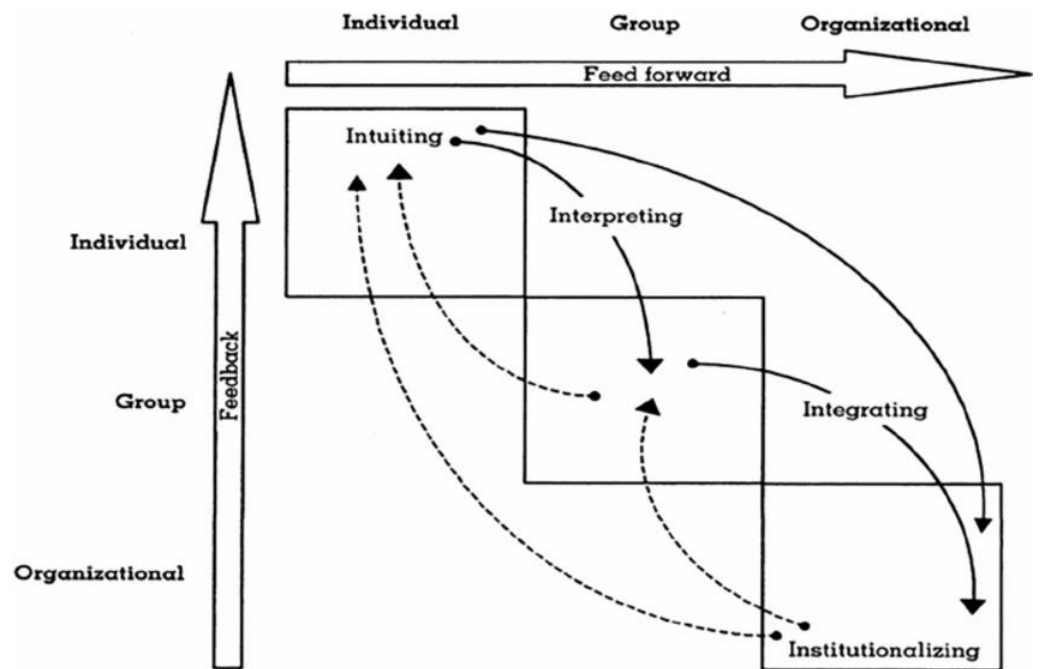 Individual Group Organizational
Feed forward
Intuiting
Interpreting
Individual
Feedback
Group
Integrating
Organizational
Institutionalizing